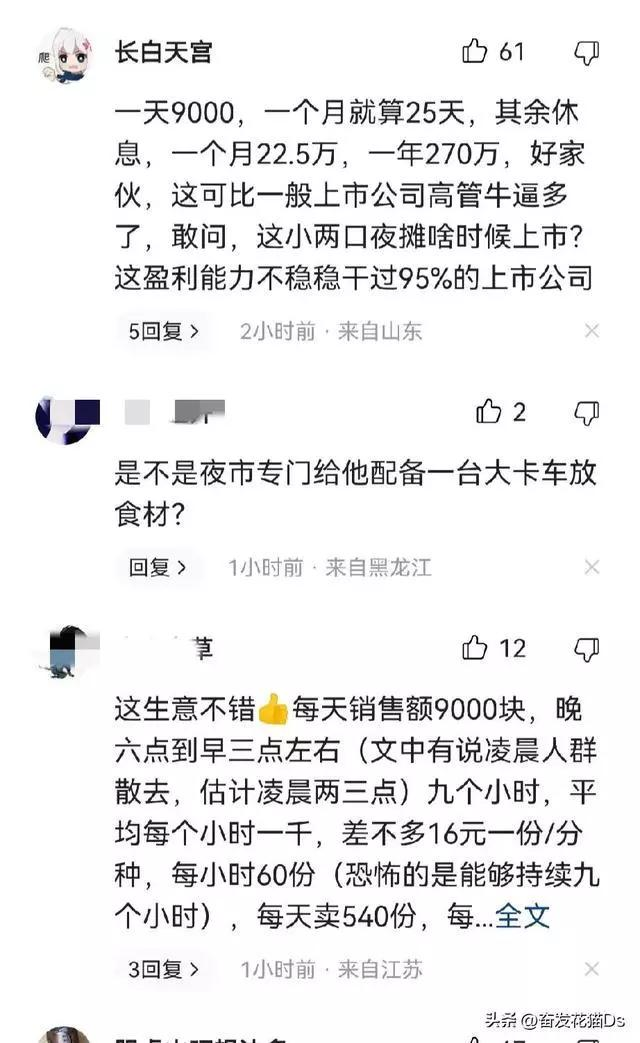 爬
长白天宫
61
一天9000，一个月就算25天，其余休
息，一个月22.5万，一年270万，好家
伙，这可比一般上市公司高管牛逼多
了，敢问，这小两口夜摊啥时候上市？
这盈利能力不稳稳干过95%的上市公司
5回复 >
2小时前 · 来自山东
2
是不是夜市专门给他配备一台大卡车放
食材？
回复 >
1小时前 · 来自黑龙江
草
12
这生意不错👍每天销售额9000块，晚
六点到早三点左右（文中有说凌晨人群
散去，估计凌晨两三点）九个小时，平
均每个小时一千，差不多16元一份/分
种，每小时60份（恐怖的是能够持续九
个小时），每天卖540份，每...全文
3回复 >
1小时前 · 来自江苏
头条 @奋发花猫Ds